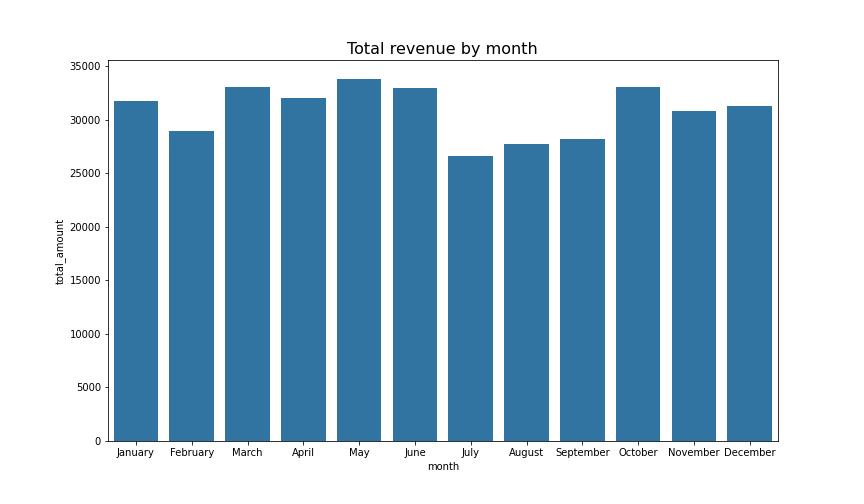 Total revenue by month
total_amount
35000
30000
25000
20000
15000
10000
5000
0
January February March April May June July August September October November December
month